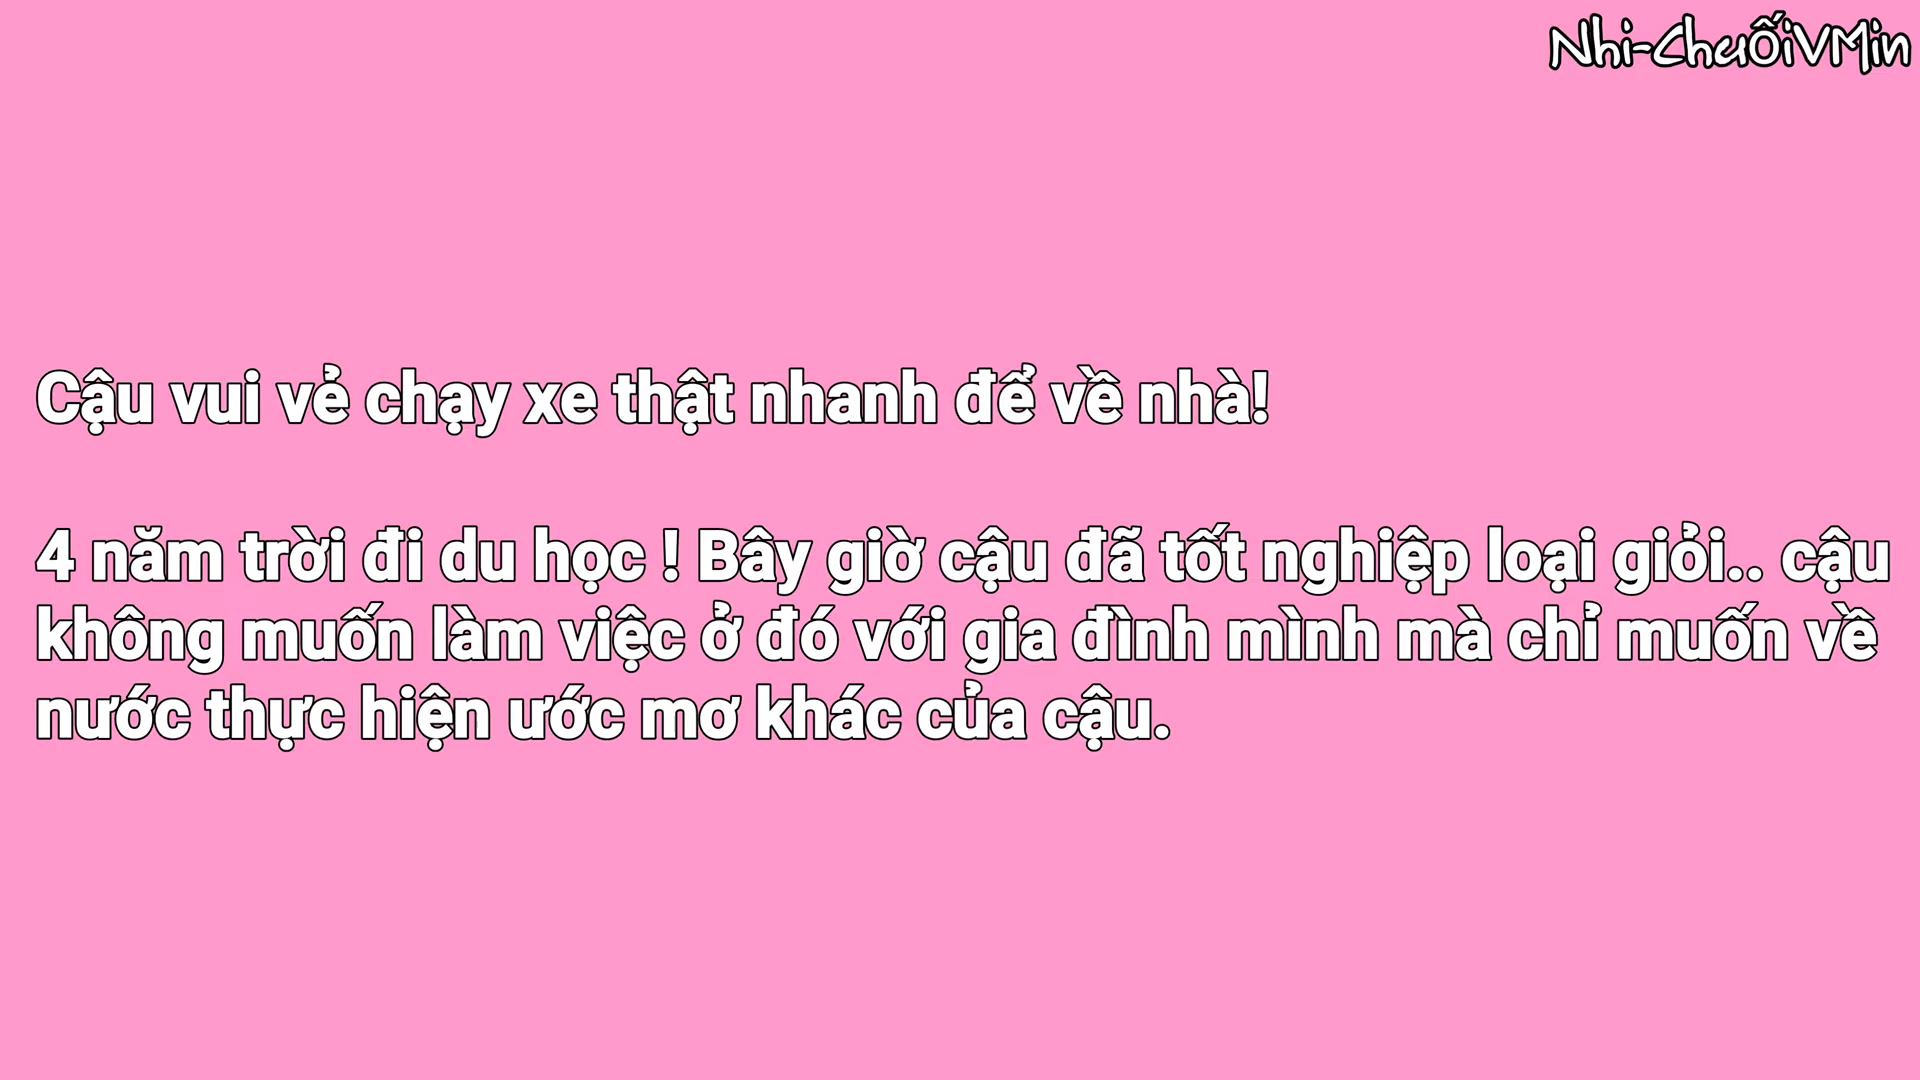 Nhi-ChuỐiVMin
Cậu vui vẻ chạy xe thật nhanh để về nhà!
4 năm trời đi du học ! Bây giờ cậu đã tốt nghiệp loại giỏi.. cậu
không muốn làm việc ở đó với gia đình mình mà chỉ muốn về
nước thực hiện ước mơ khác của cậu.